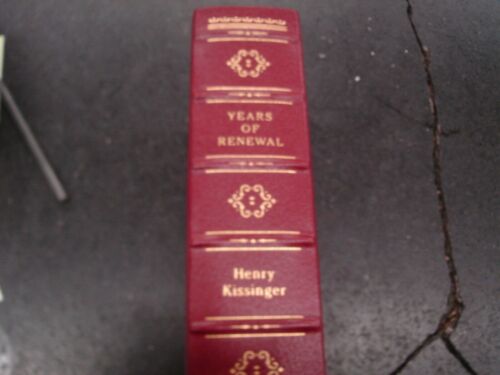 YEARS
OF
RENEWAL
Henry
Kissinger